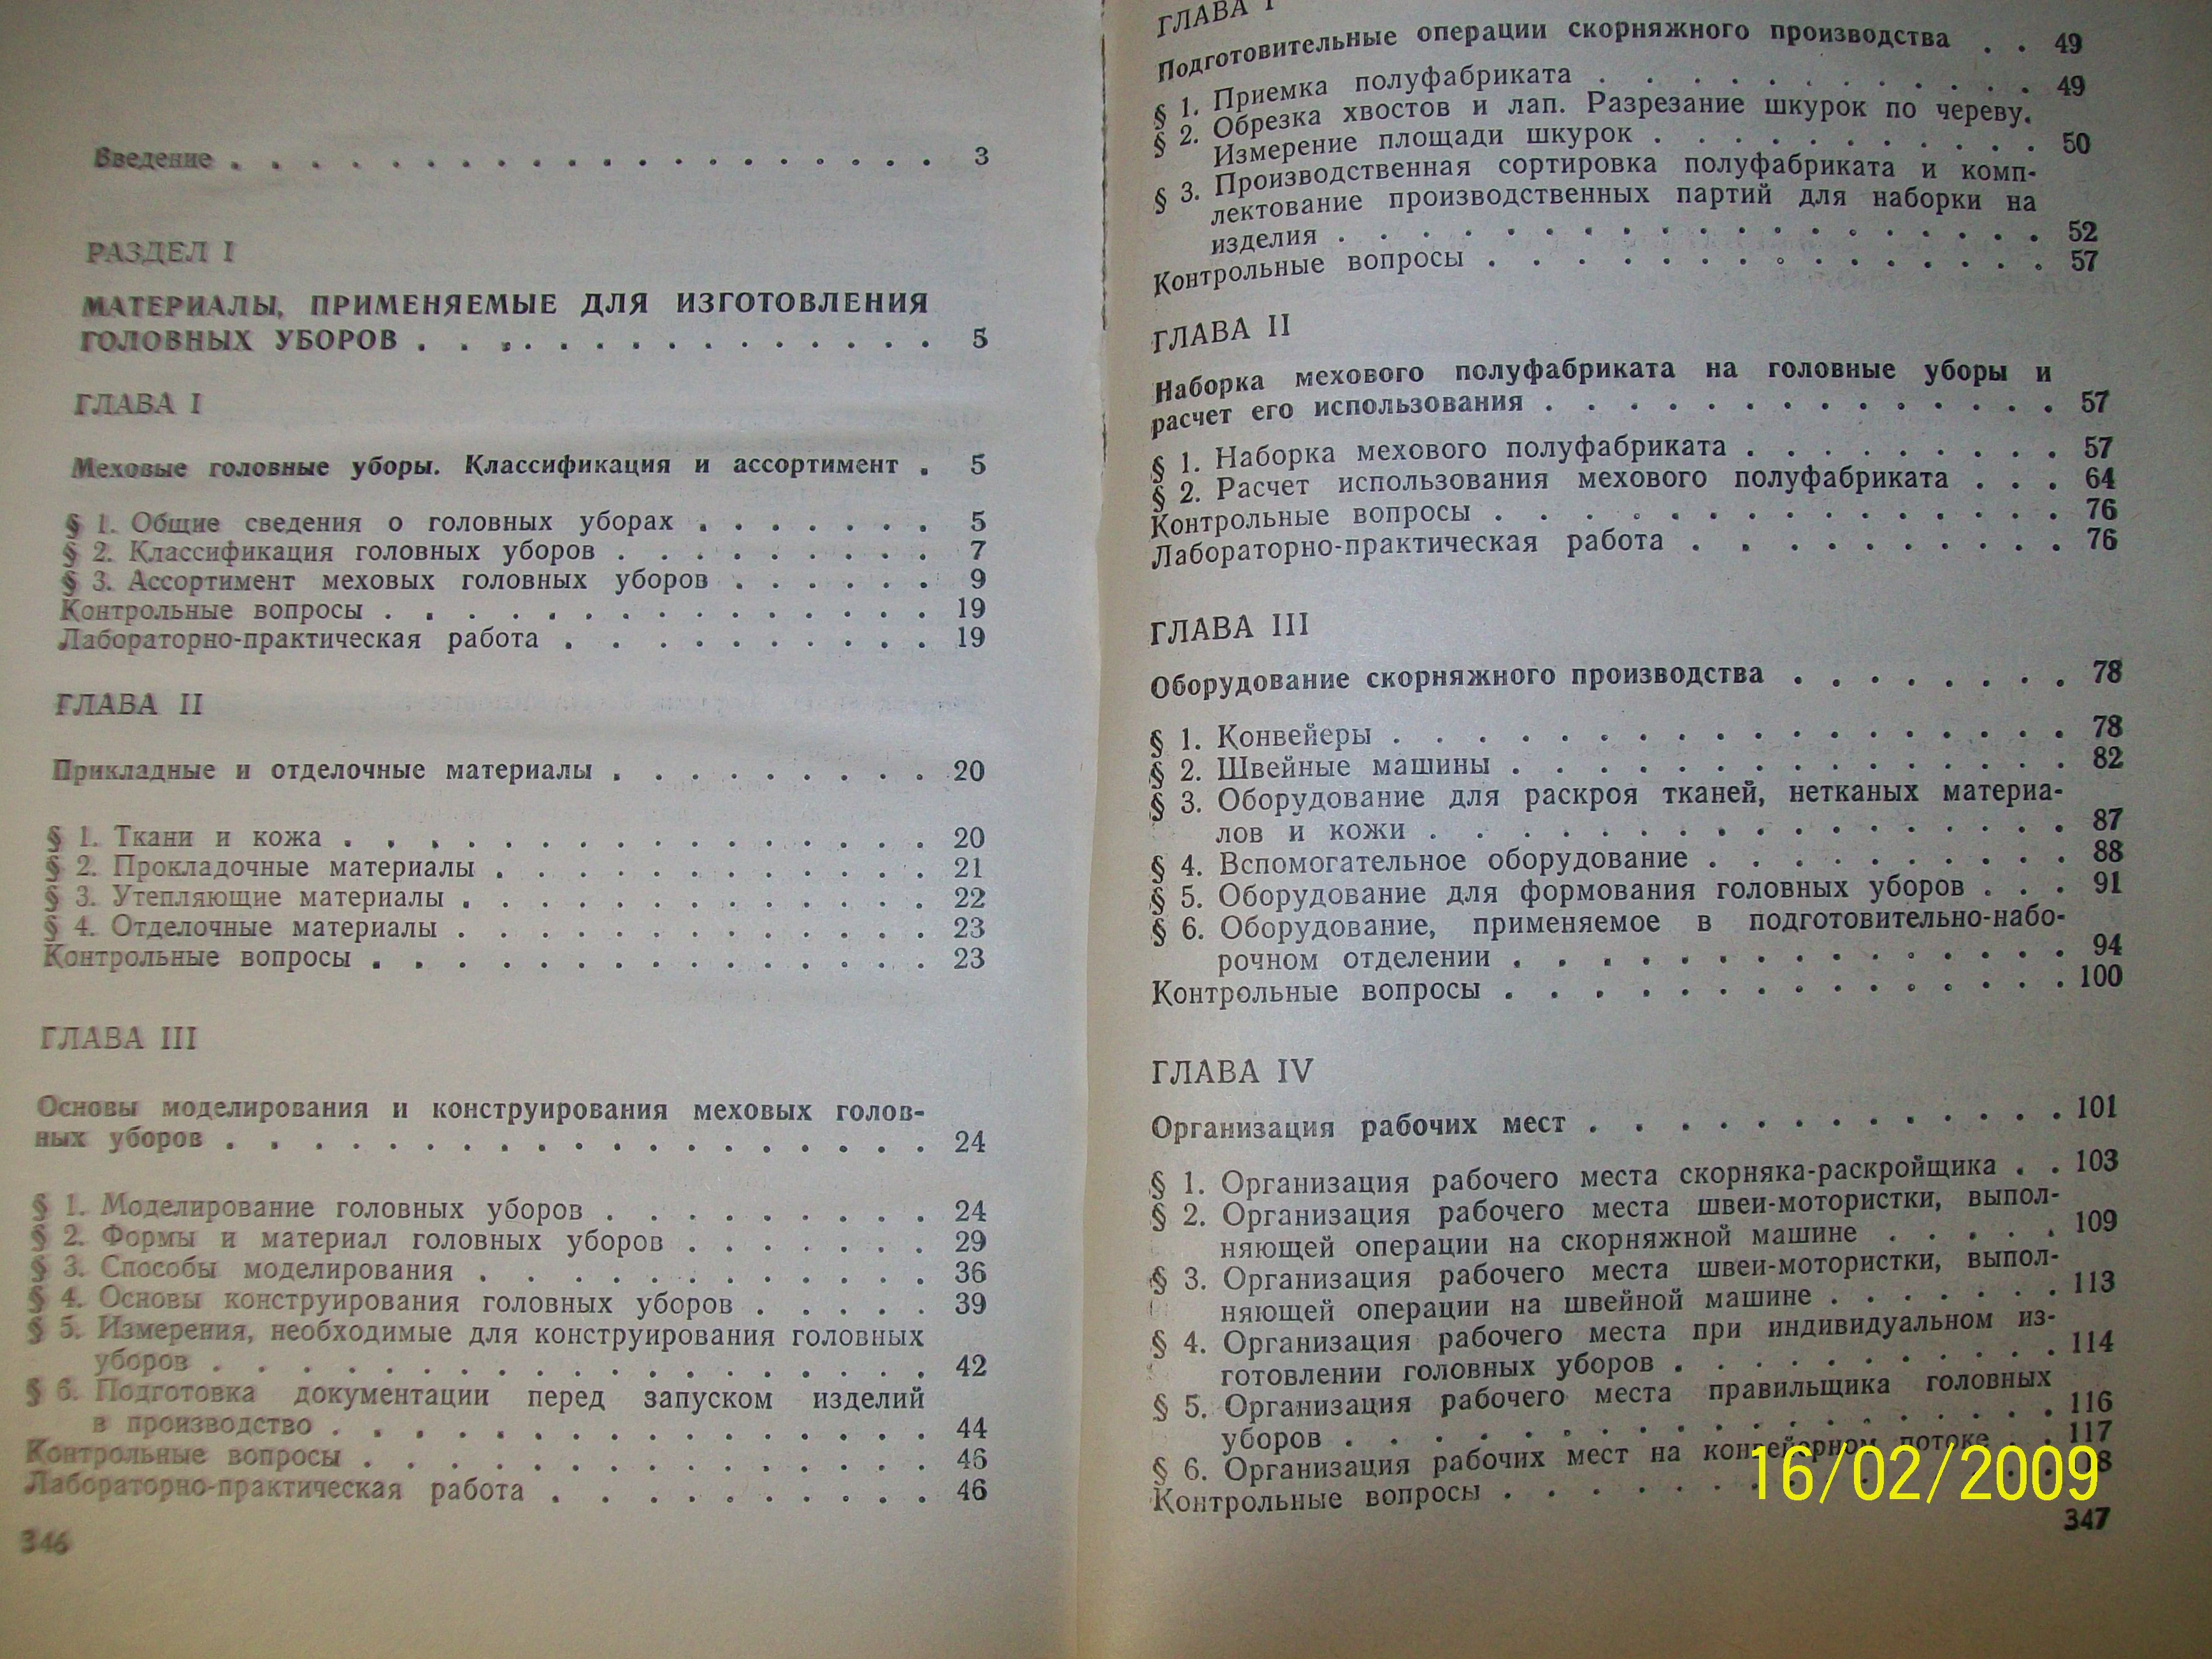 Введение . . . . . . . . . . . . . . . . . 3
РАЗДЕЛ I
МАТЕРИАЛЫ, ПРИМЕНЯЕМЫЕ ДЛЯ ИЗГОТОВЛЕНИЯ
ГОЛОВНЫХ УБОРОВ . . . . . . . . . . . . 5
ГЛАВА I
Меховые головные уборы. Классификация и ассортимент . 5
§ 1. Общие сведения о головных уборах . . . . . . 5
§ 2. Классификация головных уборов . . . . . . . . 7
§ 3. Ассортимент меховых головных уборов . . . . . 9
Контрольные вопросы . . . . . . . . . . . . . 19
Лабораторно-практическая работа . . . . . . . . . 19
ГЛАВА II
Прикладные и отделочные материалы . . . . . . . . 20
§ 1. Ткани и кожа . . . . . . . . . . . . . . 20
§ 2. Прокладочные материалы . . . . . . . . . . 21
§ 3. Утепляющие материалы . . . . . . . . . . . 22
§ 4. Отделочные материалы . . . . . . . . . . . 23
Контрольные вопросы . . . . . . . . . . . . . 23
ГЛАВА III
Основы моделирования и конструирования меховых голов-
ных уборов . . . . . . . . . . . . . . . . 24
§ 1. Моделирование головных уборов . . . . . . . . 24
§ 2. Формы и материал головных уборов . . . . . . 29
§ 3. Способы моделирования . . . . . . . . . . . 36
§ 4. Основы конструирования головных уборов . . . . . 39
§ 5. Измерения, необходимые для конструирования головных
уборов . . . . . . . . . . . . . . . . . 42
§ 6. Подготовка документации перед запуском изделий
в производство . . . . . . . . . . . . . . 44
Контрольные вопросы . . . . . . . . . . . . . 46
Лабораторно-практическая работа . . . . . . . . . 46
346
ГЛАВА I
Подготовительные операции скорняжного производства . . 49
§ 1. Приемка полуфабриката . . . . . . . . . . . 49
§ 2. Обрезка хвостов и лап. Разрезание шкурок по череву.
Измерение площади шкурок . . . . . . . . . . 50
§ 3. Производственная сортировка полуфабриката и комп-
лектование производственных партий для наборки на
изделия . . . . . . . . . . . . . . . . . 52
Контрольные вопросы . . . . . . . . . . . . . 57
ГЛАВА II
Наборка мехового полуфабриката на головные уборы и
расчет его использования . . . . . . . . . . . . 57
§ 1. Наборка мехового полуфабриката . . . . . . . . 57
§ 2. Расчет использования мехового полуфабриката . . . 64
Контрольные вопросы . . . . . . . . . . . . . 76
Лабораторно-практическая работа . . . . . . . . . 76
ГЛАВА III
Оборудование скорняжного производства . . . . . . . 78
§ 1. Конвейеры . . . . . . . . . . . . . . . . 78
§ 2. Швейные машины . . . . . . . . . . . . . 82
§ 3. Оборудование для раскроя тканей, нетканых материа-
лов и кожи . . . . . . . . . . . . . . . 87
§ 4. Вспомогательное оборудование . . . . . . . . . 88
§ 5. Оборудование для формования головных уборов . . . 91
§ 6. Оборудование, применяемое в подготовительно-набо-
рочном отделении . . . . . . . . . . . . . 94
Контрольные вопросы . . . . . . . . . . . . . 100
ГЛАВА IV
Организация рабочих мест . . . . . . . . . . . . 101
§ 1. Организация рабочего места скорняка-раскройщика . . 103
§ 2. Организация рабочего места швеи-мотористки, выпол-
няющей операции на скорняжной машине . . . . . 109
§ 3. Организация рабочего места швеи-мотористки, выпол-
няющей операции на швейной машине . . . . . . 113
§ 4. Организация рабочего места при индивидуальном из-
готовлении головных уборов . . . . . . . . . . 114
§ 5. Организация рабочего места правильщика головных
уборов . . . . . . . . . . . . . . . . . 116
§ 6. Организация рабочих мест на конвейерном потоке . . 117
Контрольные вопросы . . . . . .
16/02/2009
347